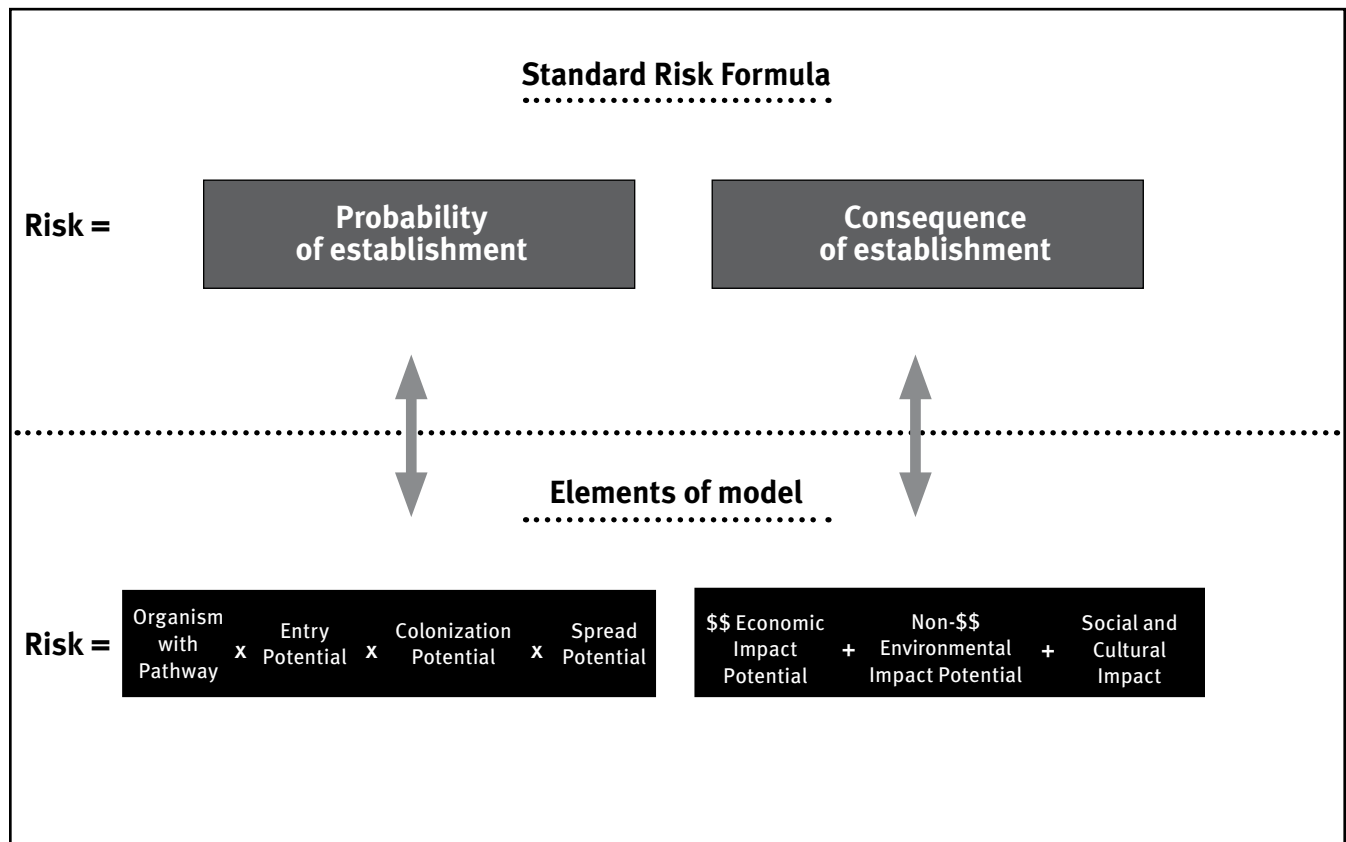 Standard Risk Formula
Risk =
Probability
of establishment
Consequence
of establishment
Elements of model
Risk =
Organism
with
Pathway
x
Entry
Potential
x
Colonization
Potential
x
Spread
Potential
$$ Economic
Impact
Potential
+
Non-$$
Environmental
Impact Potential
+
Social and
Cultural
Impact